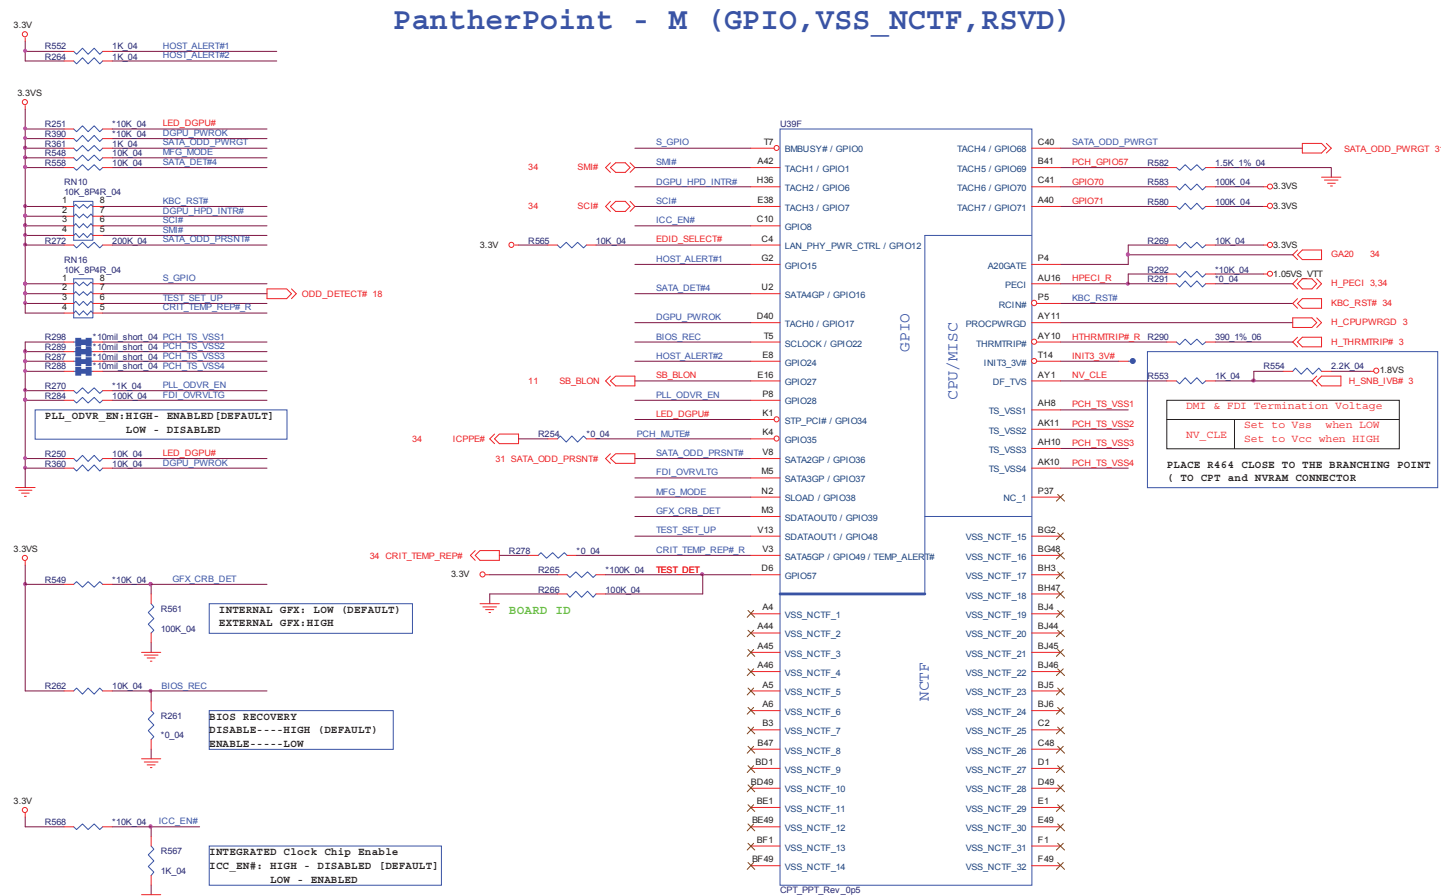 PantherPoint - M (GPIO,VSS_NCTF,RSVD)
3.3V
R552 1K_04 HOST_ALERT#1
R264 1K_04 HOST_ALERT#2
3.3VS
R251 *10K_04 LED_DGPU#
R390 *10K_04 DGPU_PWROK
R361 1K_04 SATA_ODD_PWRGT
R548 10K_04 MFG_MODE
R558 10K_04 SATA_DET#4
RN10
10K_8P4R_04
1 8 KBC_RST#
2 7 DGPU_HPD_INTR#
3 6 SCI#
4 5 SMI#
R272 200K_04 SATA_ODD_PRSNT#
RN16
10K_8P4R_04
1 8 S_GPIO
2 7 ODD_DETECT# 18
3 6 TEST_SET_UP
4 5 CRIT_TEMP_REP#_R
R298 *10mil_short_04 PCH_TS_VSS1
R289 *10mil_short_04 PCH_TS_VSS2
R287 *10mil_short_04 PCH_TS_VSS3
R288 *10mil_short_04 PCH_TS_VSS4
R270 *1K_04 PLL_ODVR_EN
R284 100K_04 FDI_OVRVLTG
PLL_ODVR_EN:HIGH- ENABLED[DEFAULT]
LOW - DISABLED
R250 10K_04 LED_DGPU#
R360 10K_04 DGPU_PWROK
3.3VS
R549 *10K_04 GFX_CRB_DET
R561
100K_04
INTERNAL GFX: LOW (DEFAULT)
EXTERNAL GFX:HIGH
R262 10K_04 BIOS_REC
R261
*0_04
BIOS RECOVERY
DISABLE----HIGH (DEFAULT)
ENABLE-----LOW
3.3V
R568 *10K_04 ICC_EN#
R567
1K_04
INTEGRATED Clock Chip Enable
ICC_EN#: HIGH - DISABLED [DEFAULT]
LOW - ENABLED
U39F
S_GPIO T7 BMBUSY# / GPIO0
34 SMI# SMI# A42 TACH1 / GPIO1
DGPU_HPD_INTR# H36 TACH2 / GPIO6
34 SCI# SCI# E38 TACH3 / GPIO7
ICC_EN# C10 GPIO8
3.3V R565 10K_04 EDID_SELECT# C4 LAN_PHY_PWR_CTRL / GPIO12
HOST_ALERT#1 G2 GPIO15
SATA_DET#4 U2 SATA4GP / GPIO16
DGPU_PWROK D40 TACH0 / GPIO17
BIOS_REC T5 SCLOCK / GPIO22
HOST_ALERT#2 E8 GPIO24
11 SB_BLON SB_BLON E16 GPIO27
PLL_ODVR_EN P8 GPIO28
LED_DGPU# K1 STP_PCI# / GPIO34
34 ICPPE# R254 *0_04 PCH_MUTE# K4 GPIO35
31 SATA_ODD_PRSNT# SATA_ODD_PRSNT# V8 SATA2GP / GPIO36
FDI_OVRVLTG M5 SATA3GP / GPIO37
MFG_MODE N2 SLOAD / GPIO38
GFX_CRB_DET M3 SDATAOUT0 / GPIO39
TEST_SET_UP V13 SDATAOUT1 / GPIO48
34 CRIT_TEMP_REP# R278 *0_04 CRIT_TEMP_REP#_R V3 SATA5GP / GPIO49 / TEMP_ALERT#
3.3V R265 *100K_04 TEST_DET D6 GPIO57
R266 100K_04
BOARD ID
A4 VSS_NCTF_1
A44 VSS_NCTF_2
A45 VSS_NCTF_3
A46 VSS_NCTF_4
A5 VSS_NCTF_5
A6 VSS_NCTF_6
B3 VSS_NCTF_7
B47 VSS_NCTF_8
BD1 VSS_NCTF_9
BD49 VSS_NCTF_10
BE1 VSS_NCTF_11
BE49 VSS_NCTF_12
BF1 VSS_NCTF_13
BF49 VSS_NCTF_14
CPT_PPT_Rev_0p5
GPIO
CPU/MISC
NCTF
TACH4 / GPIO68 C40 SATA_ODD_PWRGT SATA_ODD_PWRGT 31
TACH5 / GPIO69 B41 PCH_GPIO57 R582 1.5K_1%_04
TACH6 / GPIO70 C41 GPIO70 R583 100K_04 3.3VS
TACH7 / GPIO71 A40 GPIO71 R580 100K_04 3.3VS
R269 10K_04 3.3VS
A20GATE P4 GA20 34
R292 *10K_04 1.05VS_VTT
PECI AU16 HPECI_R R291 *0_04 H_PECI 3,34
RCIN# P5 KBC_RST# KBC_RST# 34
PROCPWRGD AY11 H_CPUPWRGD 3
THRMTRIP# AY10 HTHRMTRIP#_R R290 390_1%_06 H_THRMTRIP# 3
INIT3_3V# T14 INIT3_3V#
R554 2.2K_04 1.8VS
DF_TVS AY1 NV_CLE R553 1K_04 H_SNB_IVB# 3
TS_VSS1 AH8 PCH_TS_VSS1
TS_VSS2 AK11 PCH_TS_VSS2
TS_VSS3 AH10 PCH_TS_VSS3
TS_VSS4 AK10 PCH_TS_VSS4
DMI & FDI Termination Voltage
NV_CLE
Set to Vss when LOW
Set to Vcc when HIGH
PLACE R464 CLOSE TO THE BRANCHING POINT
( TO CPT and NVRAM CONNECTOR
NC_1 P37
VSS_NCTF_15 BG2
VSS_NCTF_16 BG48
VSS_NCTF_17 BH3
VSS_NCTF_18 BH47
VSS_NCTF_19 BJ4
VSS_NCTF_20 BJ44
VSS_NCTF_21 BJ45
VSS_NCTF_22 BJ46
VSS_NCTF_23 BJ5
VSS_NCTF_24 BJ6
VSS_NCTF_25 C2
VSS_NCTF_26 C48
VSS_NCTF_27 D1
VSS_NCTF_28 D49
VSS_NCTF_29 E1
VSS_NCTF_30 E49
VSS_NCTF_31 F1
VSS_NCTF_32 F49